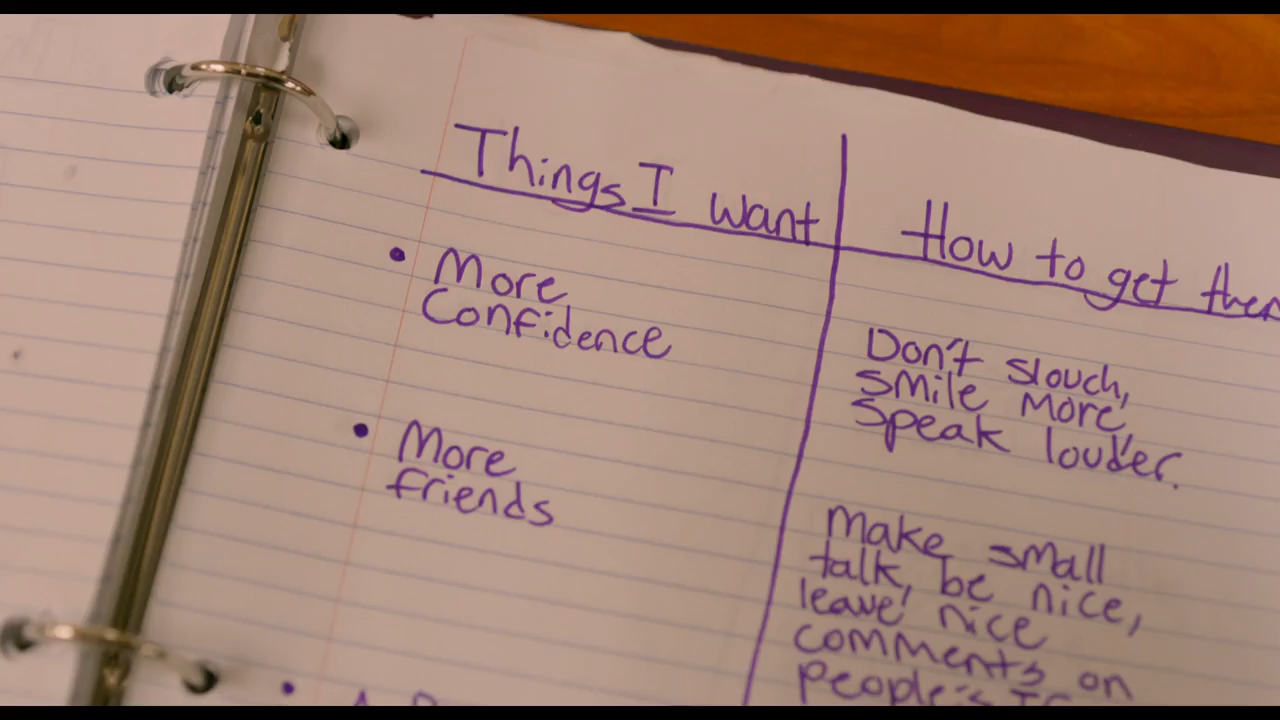 Things I want
How to get them
• More
Confidence
Don't slouch,
smile more,
speak louder.
• More
friends
Make small
talk, be nice,
leave nice
comments on
people's
•